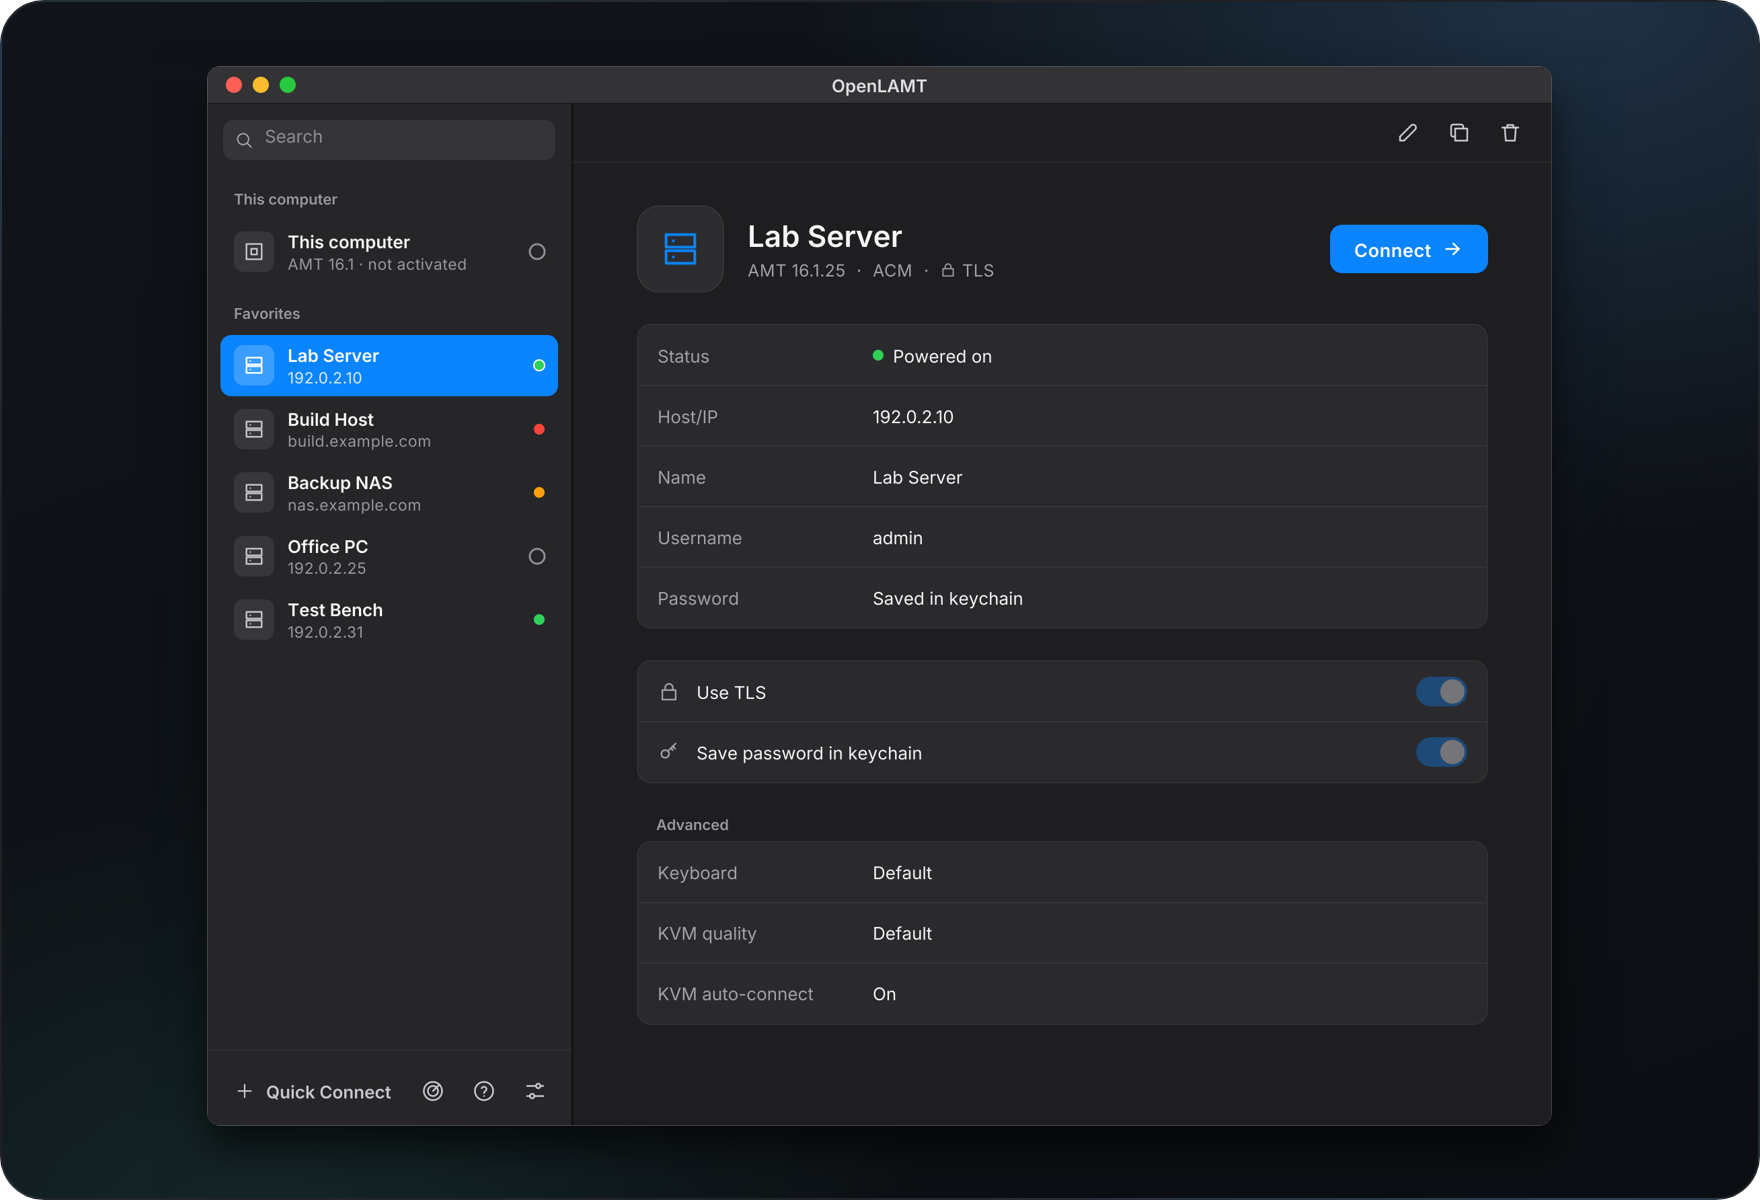 OpenLAMT
Search
This computer
This computer
AMT 16.1 · not activated
Favorites
Lab Server
192.0.2.10
Build Host
build.example.com
Backup NAS
nas.example.com
Office PC
192.0.2.25
Test Bench
192.0.2.31
Quick Connect
Lab Server
AMT 16.1.25 · ACM · TLS
Connect
Status Powered on
Host/IP 192.0.2.10
Name Lab Server
Username admin
Password Saved in keychain
Use TLS
Save password in keychain
Advanced
Keyboard Default
KVM quality Default
KVM auto-connect On